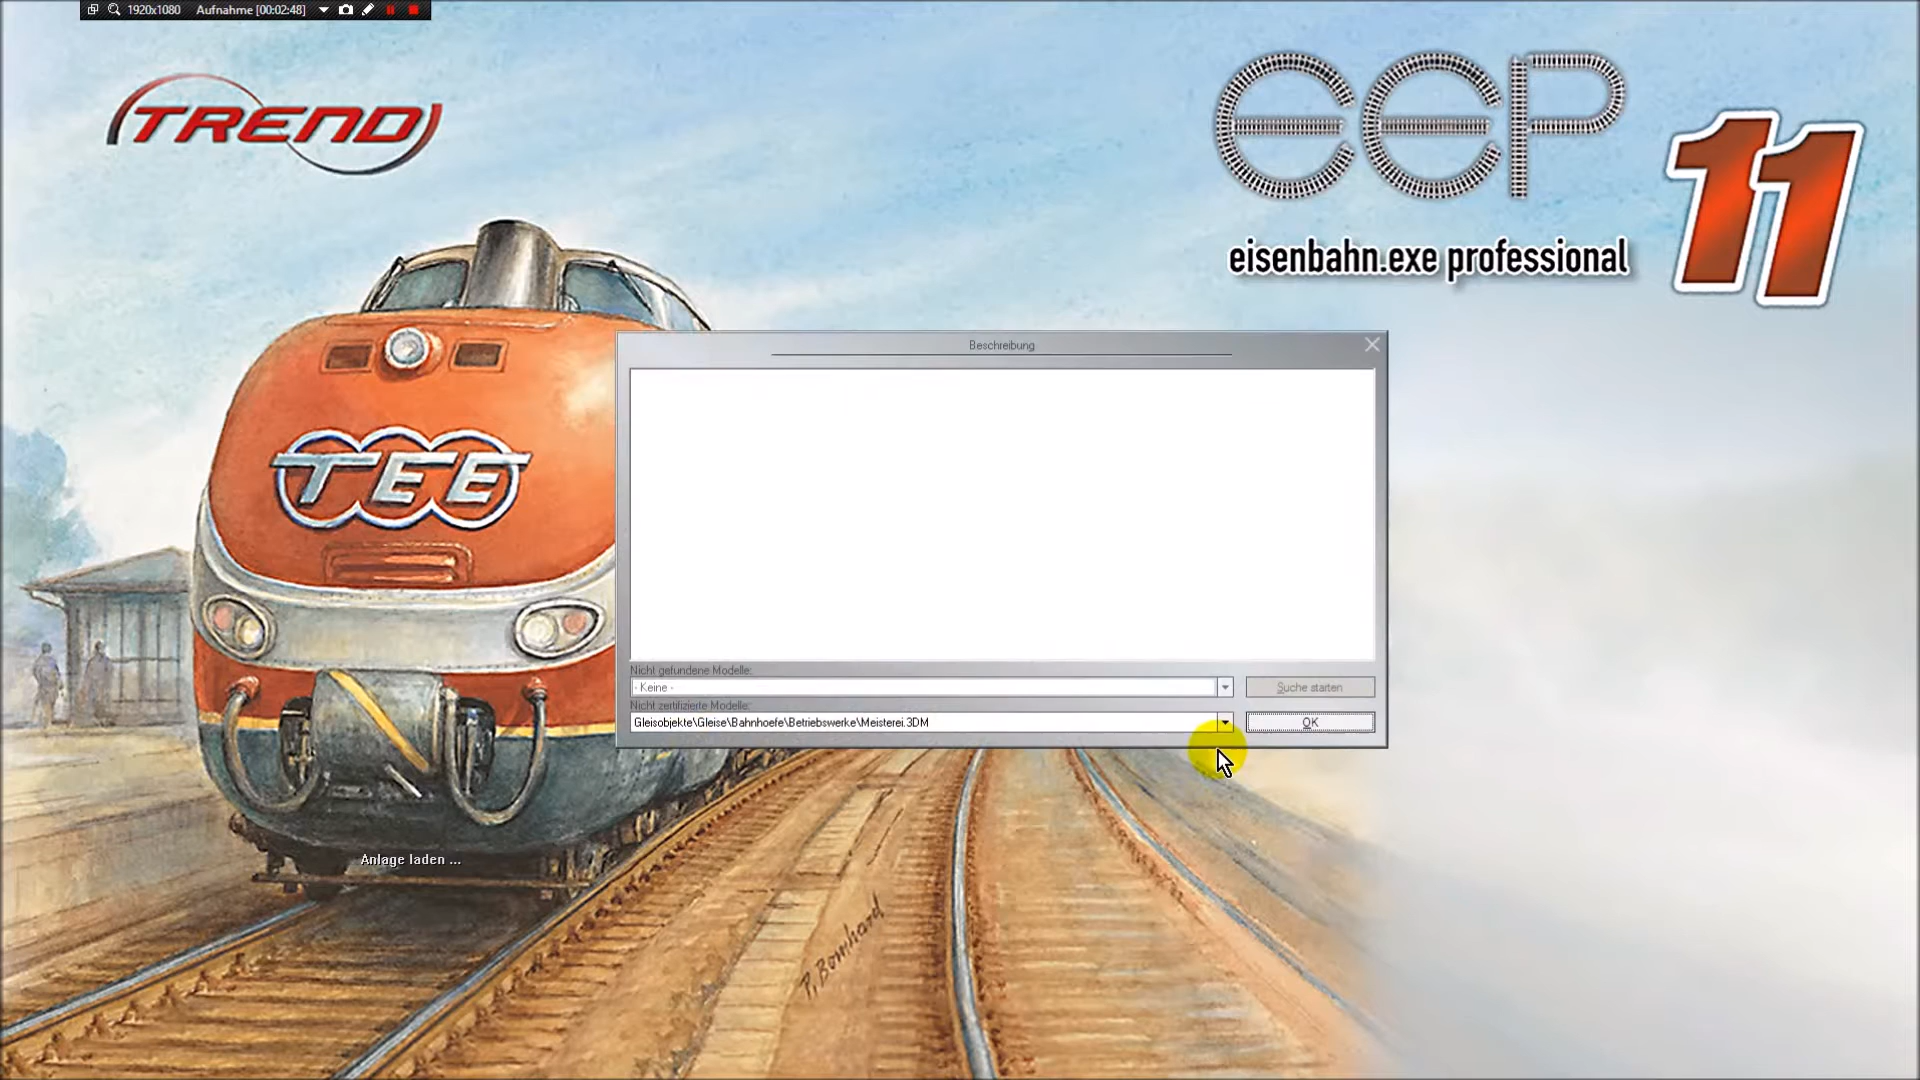 1920x1080 Aufnahme [00:02:48]
TREND
eep 11
eisenbahn.exe professional
Beschreibung
TEE
Nicht gefundene Modelle:
- Keine -
Suche starten
Nicht zertifizierte Modelle:
Gleisobjekte\Gleise\Bahnhoefe\Betriebswerke\Meisterei.3DM
OK
Anlage laden ...
P. Bomhard